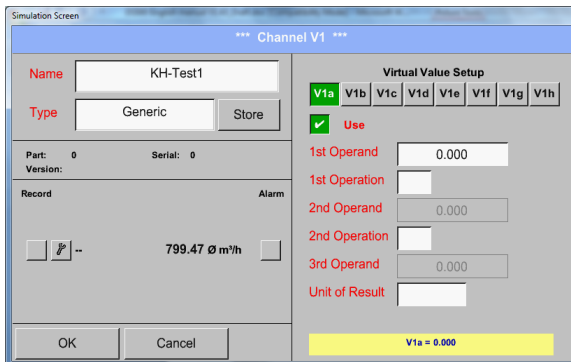 Simulation Screen
*** Channel V1 ***
Name KH-Test1
Type Generic Store
Part: 0 Serial: 0
Version:
Record Alarm
-- 799.47 Ø m³/h
OK Cancel
Virtual Value Setup
V1a V1b V1c V1d V1e V1f V1g V1h
Use
1st Operand 0.000
1st Operation
2nd Operand 0.000
2nd Operation
3rd Operand 0.000
Unit of Result
V1a = 0.000